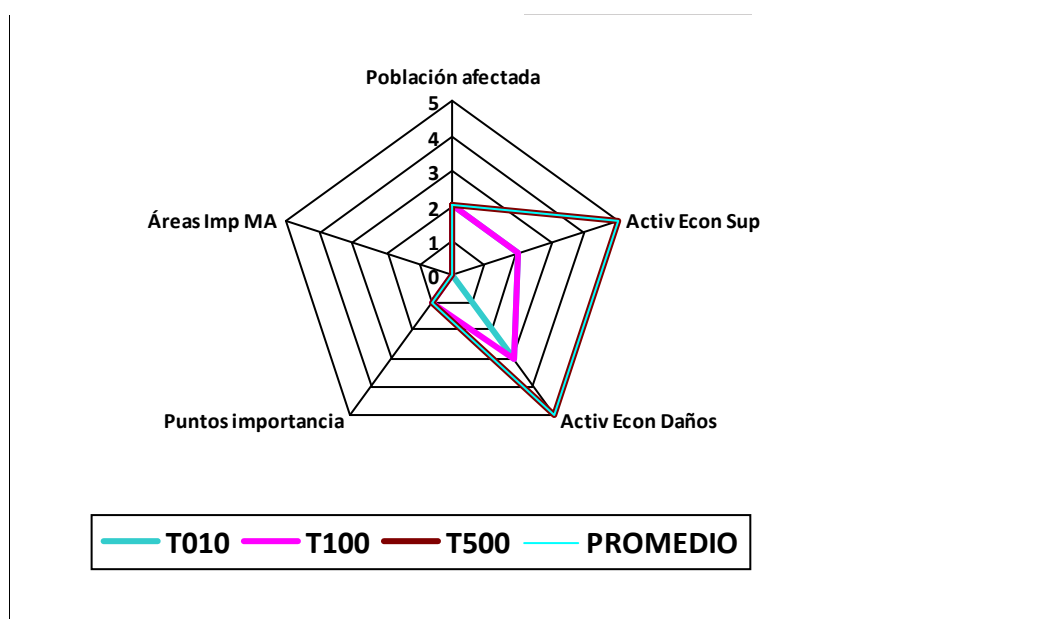 Población afectada
5
4
3
2
1
0
Áreas Imp MA
Activ Econ Sup
Puntos importancia
Activ Econ Daños
T010 T100 T500 PROMEDIO